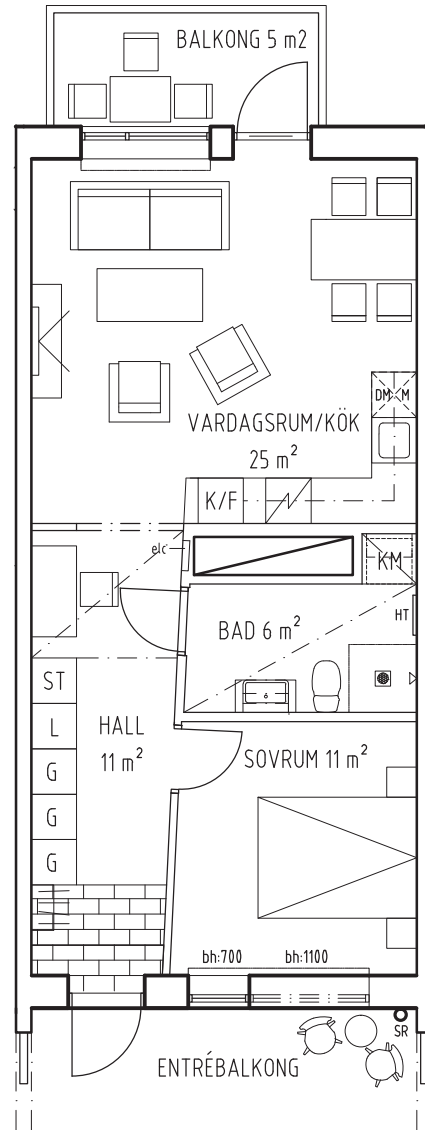 BALKONG 5 m2
DM M
VARDAGSRUM/KÖK
25 m²
K/F
elc
KM
BAD 6 m²
HT
ST
L
HALL
11 m²
SOVRUM 11 m²
G
G
G
bh:700
bh:1100
SR
ENTRÉBALKONG